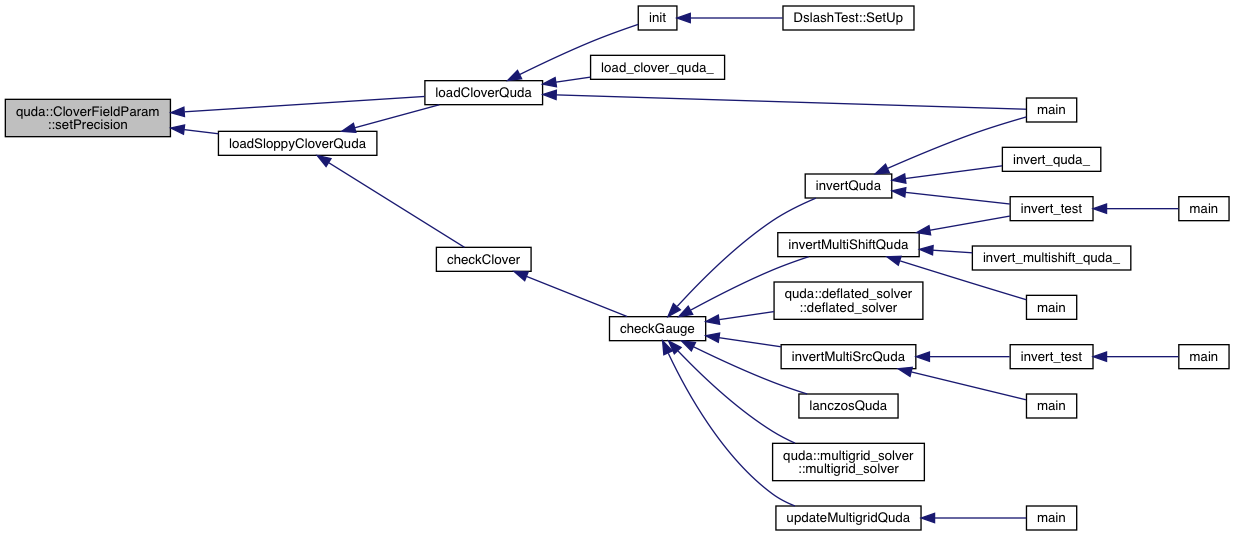 init
DslashTest::SetUp
load_clover_quda_
loadCloverQuda
quda::CloverFieldParam
::setPrecision
main
loadSloppyCloverQuda
invert_quda_
invertQuda
invert_test
main
invertMultiShiftQuda
invert_multishift_quda_
checkClover
quda::deflated_solver
::deflated_solver
main
checkGauge
invertMultiSrcQuda
invert_test
main
lanczosQuda
main
quda::multigrid_solver
::multigrid_solver
updateMultigridQuda
main